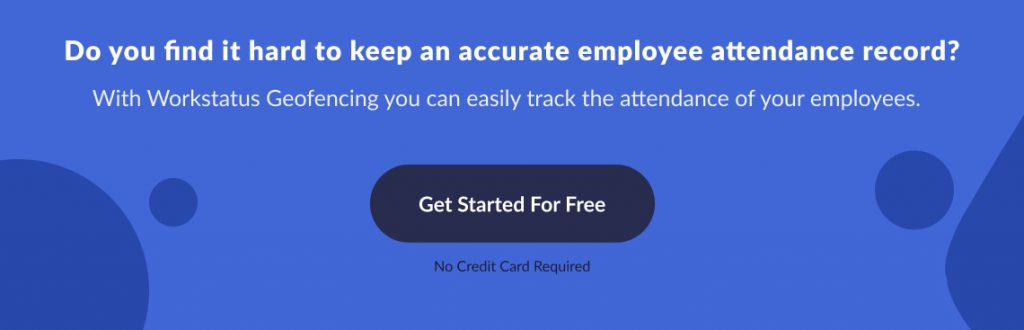 Do you find it hard to keep an accurate employee attendance record?
With Workstatus Geofencing you can easily track the attendance of your employees.
Get Started For Free
No Credit Card Required